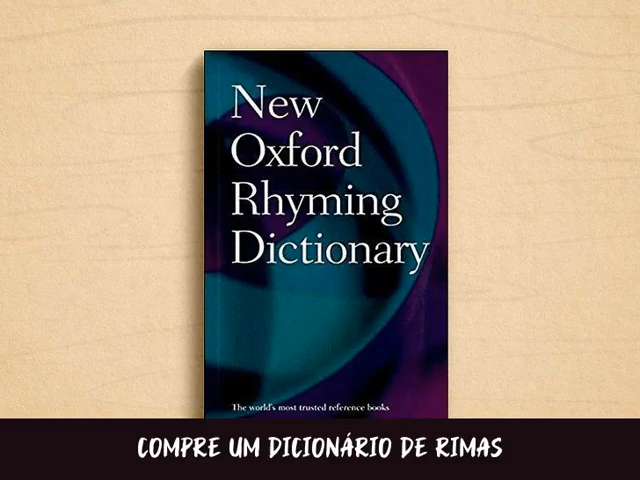 New
Oxford
Rhyming
Dictionary
The world's most trusted reference books
COMPRE UM DICIONÁRIO DE RIMAS